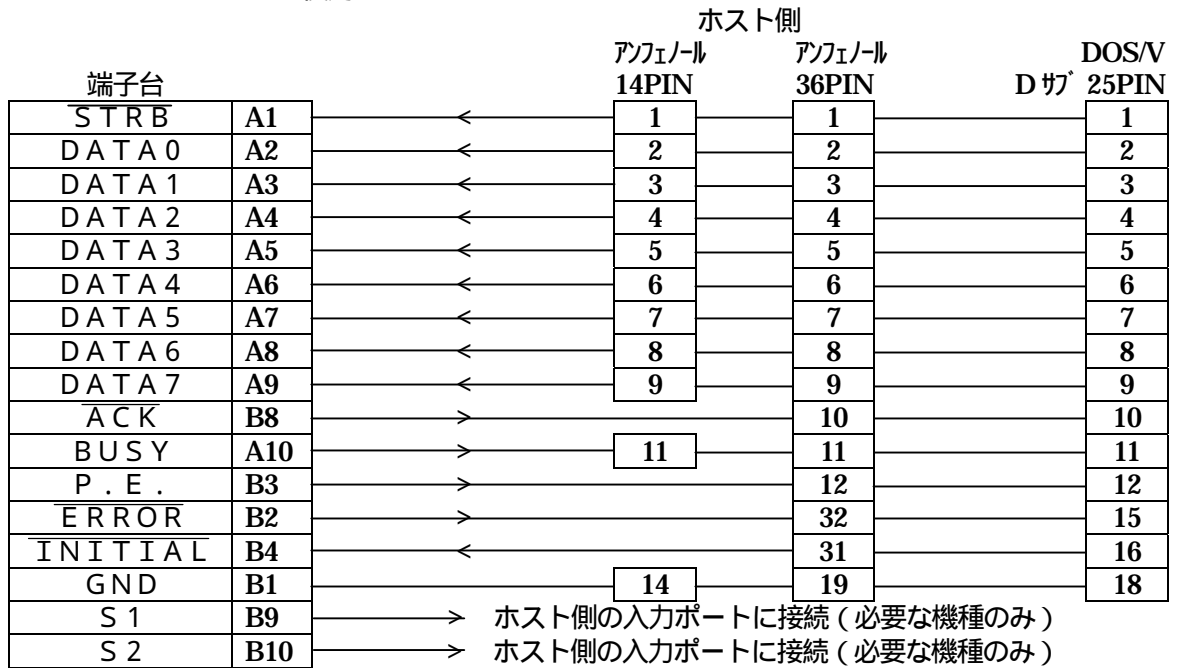 ホスト側
アンフェノール アンフェノール DOS/V
端子台 14PIN 36PIN Dサブ 25PIN
STRB A1 1 1 1
DATA0 A2 2 2 2
DATA1 A3 3 3 3
DATA2 A4 4 4 4
DATA3 A5 5 5 5
DATA4 A6 6 6 6
DATA5 A7 7 7 7
DATA6 A8 8 8 8
DATA7 A9 9 9 9
ACK B8 10 10
BUSY A10 11 11 11
P.E. B3 12 12
ERROR B2 32 15
INITIAL B4 31 16
GND B1 14 19 18
S1 B9 ホスト側の入力ポートに接続(必要な機種のみ)
S2 B10 ホスト側の入力ポートに接続(必要な機種のみ)